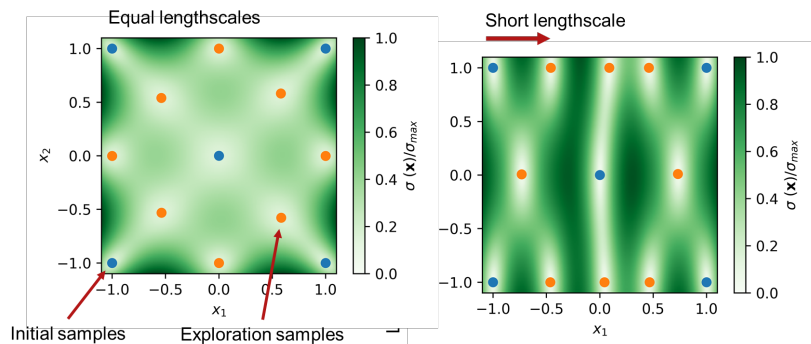 Equal lengthscales
Short lengthscale
1.0
0.5
0.0
−0.5
−1.0
x₂
−1.0 −0.5 0.0 0.5 1.0
x₁
1.0
0.8
0.6
0.4
0.2
0.0
σ (x)/σmax
1.0
0.5
0.0
−0.5
−1.0
−1.0 −0.5 0.0 0.5 1.0
x₁
1.0
0.8
0.6
0.4
0.2
0.0
σ (x)/σmax
Initial samples
Exploration samples